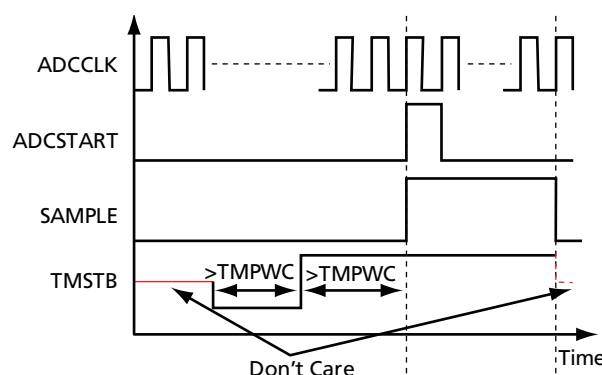 ADCCLK
ADCSTART
SAMPLE
TMSTB
>TMPWC >TMPWC
Don't Care
Time